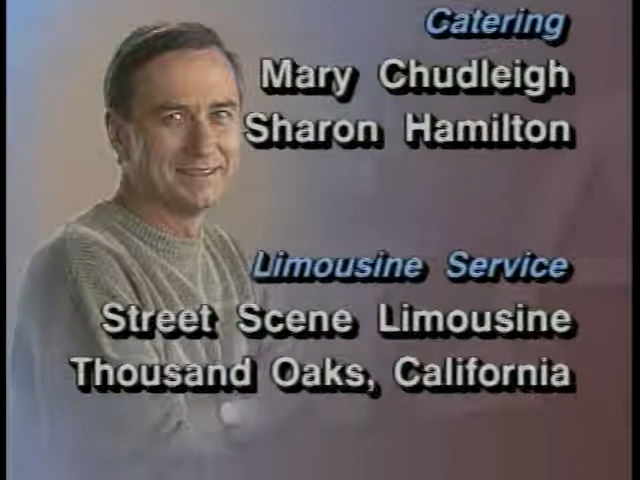 Catering
Mary Chudleigh
Sharon Hamilton
Limousine Service
Street Scene Limousine
Thousand Oaks, California